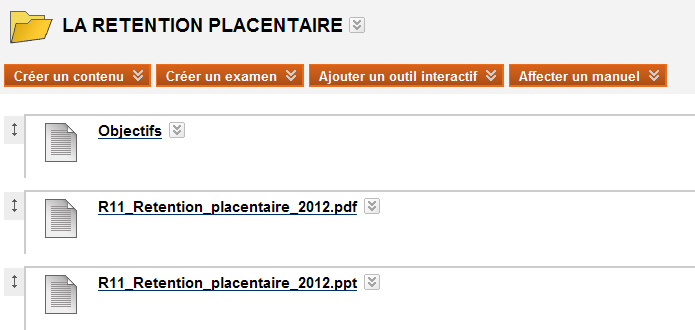 LA RETENTION PLACENTAIRE
Créer un contenu Créer un examen Ajouter un outil interactif Affecter un manuel
Objectifs
R11_Retention_placentaire_2012.pdf
R11_Retention_placentaire_2012.ppt